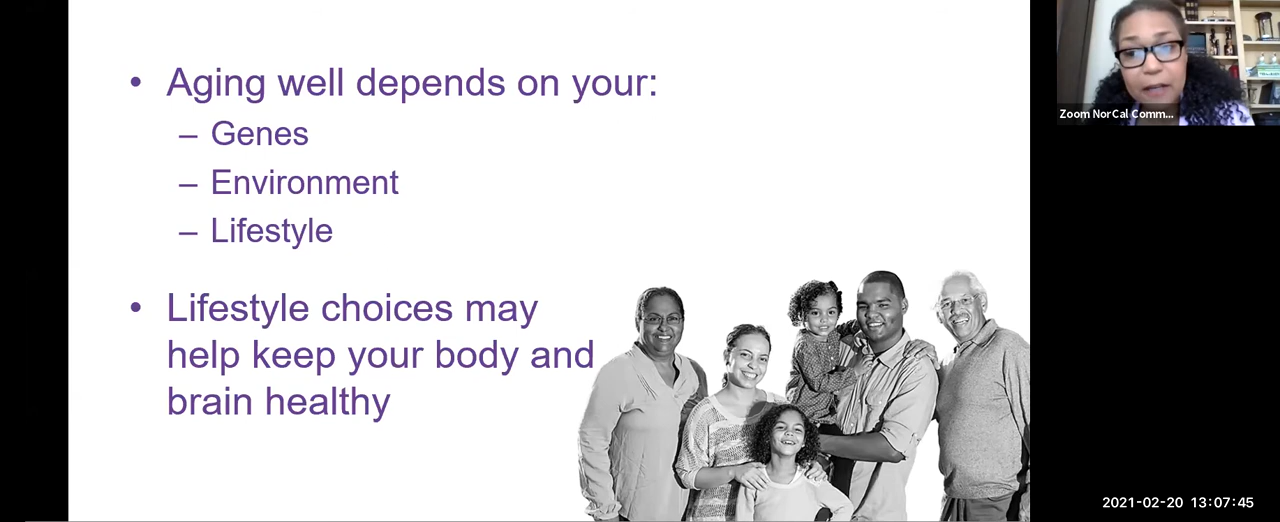 • Aging well depends on your:
– Genes
– Environment
– Lifestyle
• Lifestyle choices may
help keep your body and
brain healthy
Zoom NorCal Comm...
2021-02-20 13:07:45